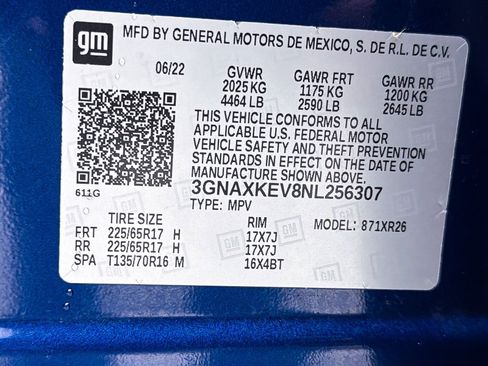 gm MFD BY GENERAL MOTORS DE MEXICO, S. DE R.L. DE C.V.
06/22 GVWR GAWR FRT GAWR RR
2025 KG 1175 KG 1200 KG
4464 LB 2590 LB 2645 LB
THIS VEHICLE CONFORMS TO ALL
APPLICABLE U.S. FEDERAL MOTOR
VEHICLE SAFETY AND THEFT PREVENTION
STANDARDS IN EFFECT ON THE DATE OF
MANUFACTURE SHOWN ABOVE.
611G 3GNAXKEV8NL256307
TYPE: MPV
TIRE SIZE RIM MODEL: 871XR26
FRT 225/65R17 H 17X7J
RR 225/65R17 H 17X7J
SPA T135/70R16 M 16X4BT